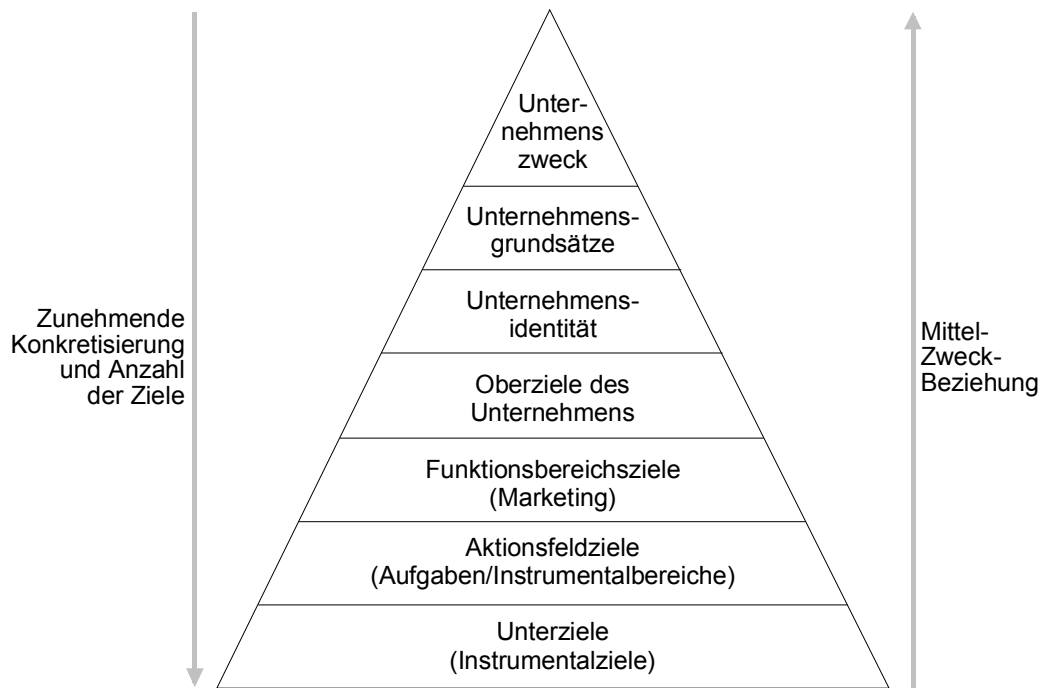 Unter-
nehmens
zweck
Unternehmens-
grundsätze
Unternehmens-
identität
Zunehmende
Konkretisierung
und Anzahl
der Ziele
Mittel-
Zweck-
Beziehung
Oberziele des
Unternehmens
Funktionsbereichsziele
(Marketing)
Aktionsfeldziele
(Aufgaben/Instrumentalbereiche)
Unterziele
(Instrumentalziele)